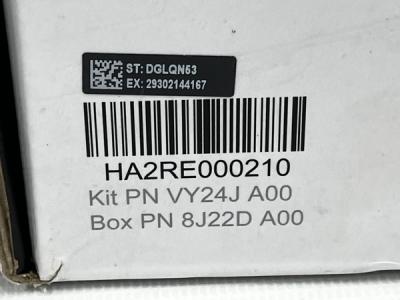 ST: DGLQN53
EX: 29302144167
HA2RE000210
Kit PN VY24J A00
Box PN 8J22D A00